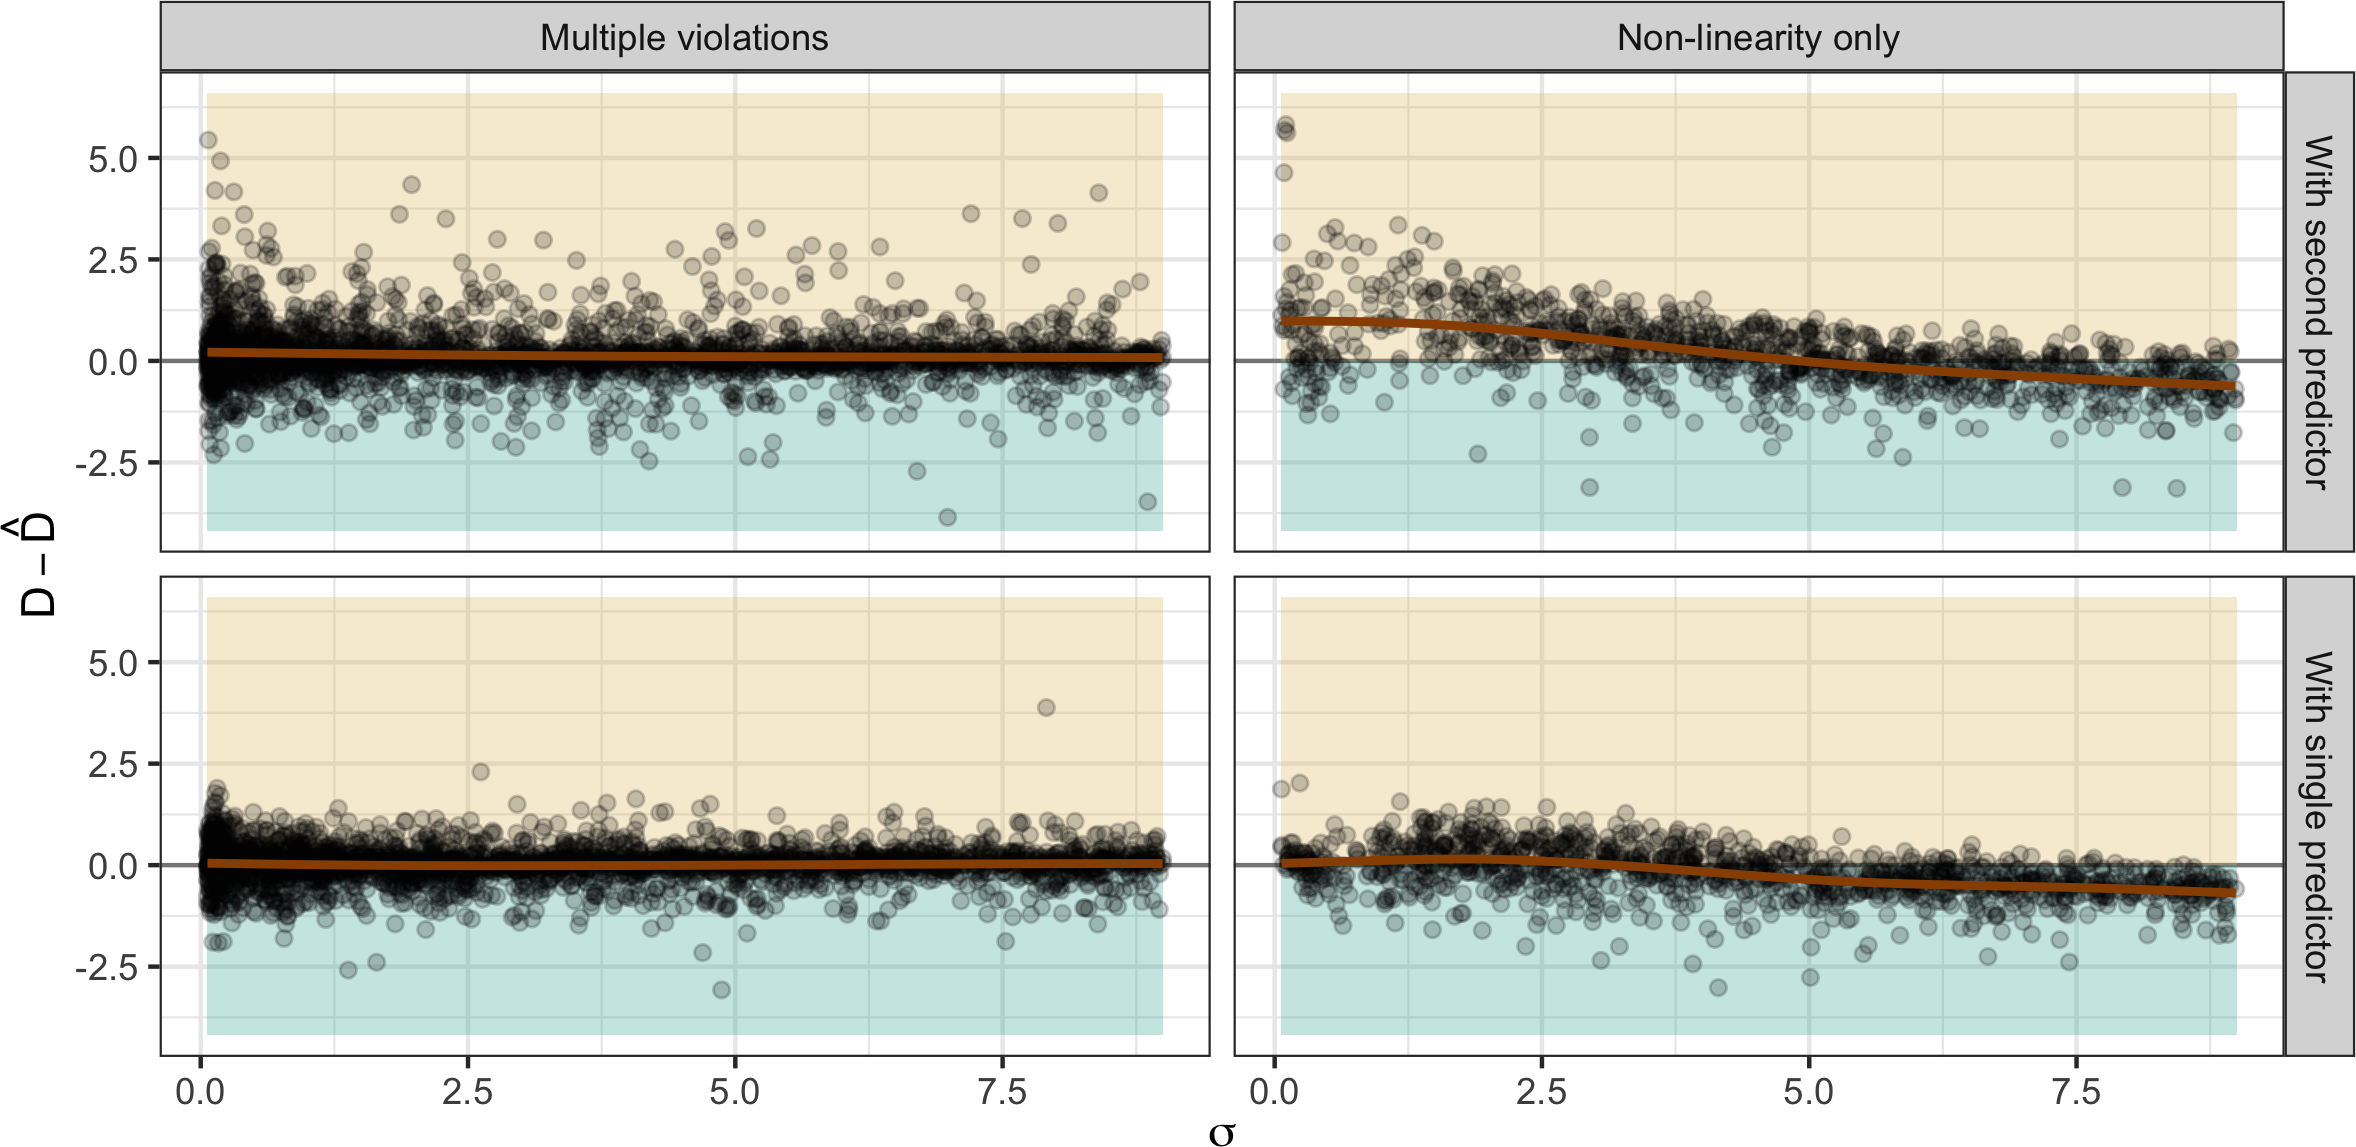 Multiple violations
Non-linearity only
5.0
2.5
0.0
-2.5
With second predictor
D − D̂
5.0
2.5
0.0
-2.5
With single predictor
0.0 2.5 5.0 7.5
0.0 2.5 5.0 7.5
σ